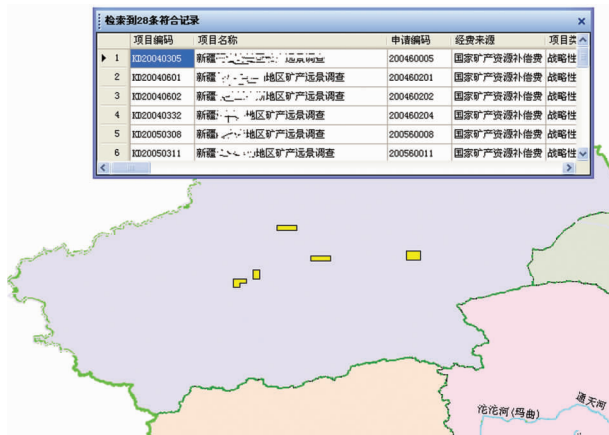 检索到28条符合记录
项目编码 项目名称 申请编码 经费来源 项目类
1 KD20040305 新疆 远景调查 200460005 国家矿产资源补偿费 战略性
2 KD20040601 新疆 地区矿产远景调查 200460201 国家矿产资源补偿费 战略性
3 KD20040602 新疆 地区矿产远景调查 200460202 国家矿产资源补偿费 战略性
4 KD20040332 新疆 地区矿产远景调查 200460204 国家矿产资源补偿费 战略性
5 KD20050308 新疆 地区矿产远景调查 200560008 国家矿产资源补偿费 战略性
6 KD20050311 新疆 地区矿产远景调查 200560011 国家矿产资源补偿费 战略性
通天河
沱沱河(玛曲)